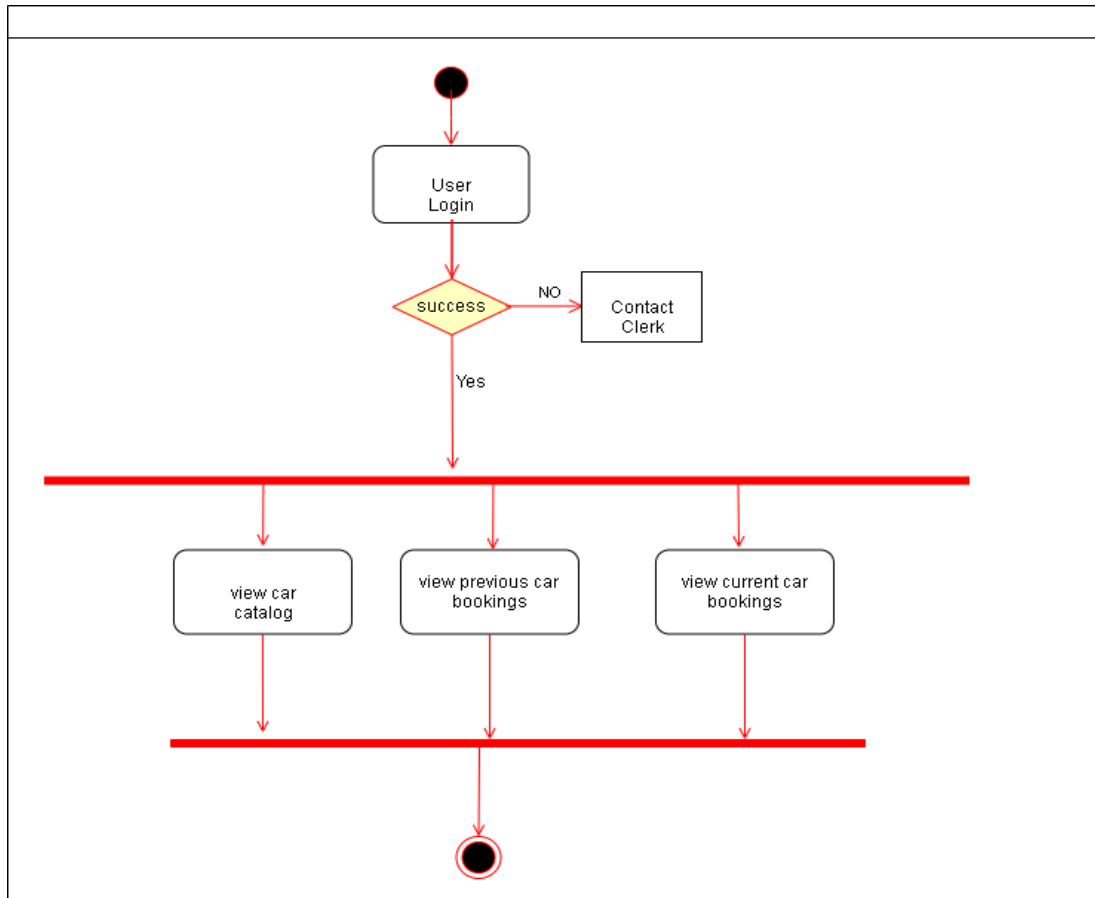 User
Login
success
NO
Contact
Clerk
Yes
view car
catalog
view previous car
bookings
view current car
bookings